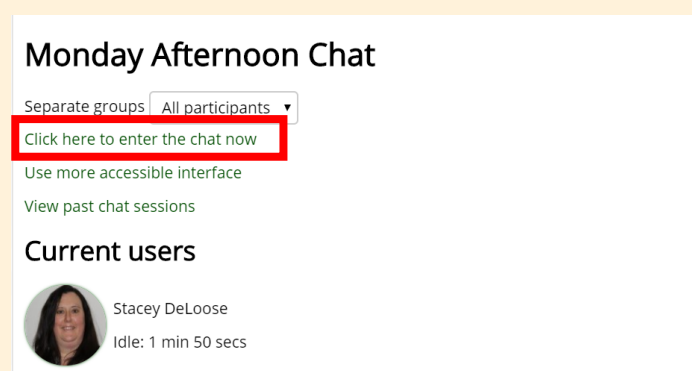 Monday Afternoon Chat
Separate groups All participants
Click here to enter the chat now
Use more accessible interface
View past chat sessions
Current users
Stacey DeLoose
Idle: 1 min 50 secs